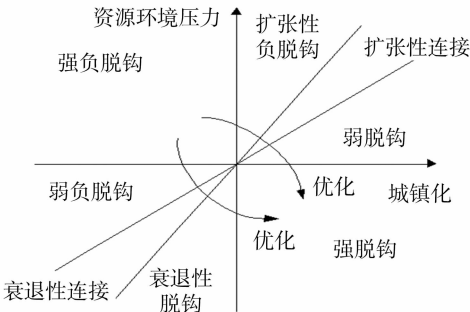 资源环境压力
扩张性
负脱钩
扩张性连接
强负脱钩
弱脱钩
弱负脱钩
优化
城镇化
优化
强脱钩
衰退性连接
衰退性
脱钩